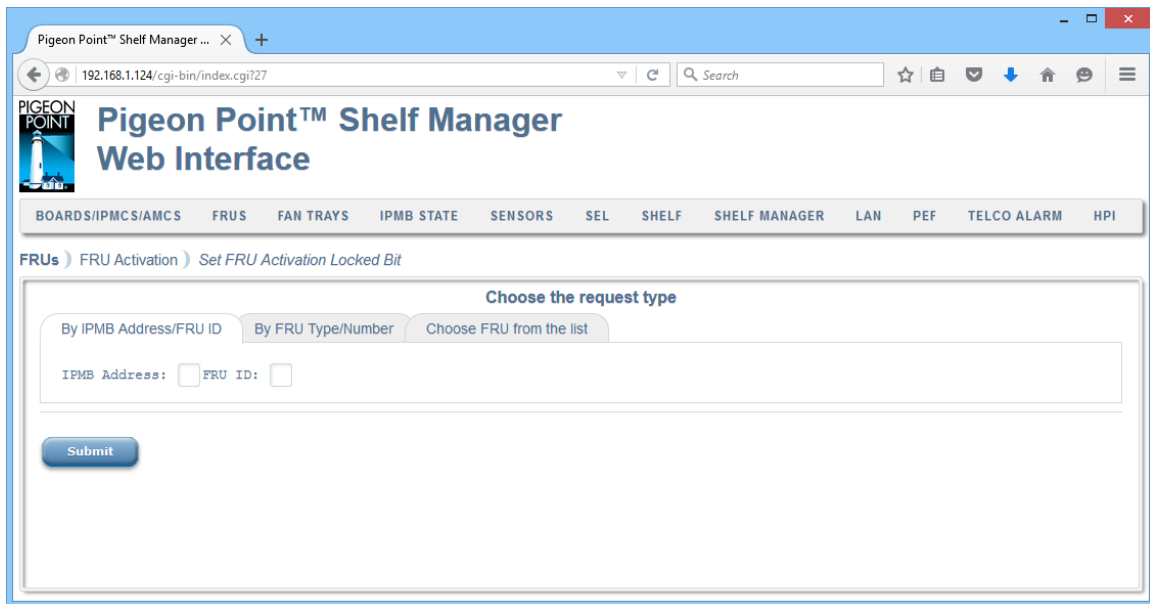 Pigeon Point™ Shelf Manager ...
192.168.1.124/cgi-bin/index.cgi?27
Search
PIGEON
POINT
Pigeon Point™ Shelf Manager
Web Interface
BOARDS/IPMCS/AMCS FRUS FAN TRAYS IPMB STATE SENSORS SEL SHELF SHELF MANAGER LAN PEF TELCO ALARM HPI
FRUs FRU Activation Set FRU Activation Locked Bit
Choose the request type
By IPMB Address/FRU ID By FRU Type/Number Choose FRU from the list
IPMB Address: FRU ID:
Submit